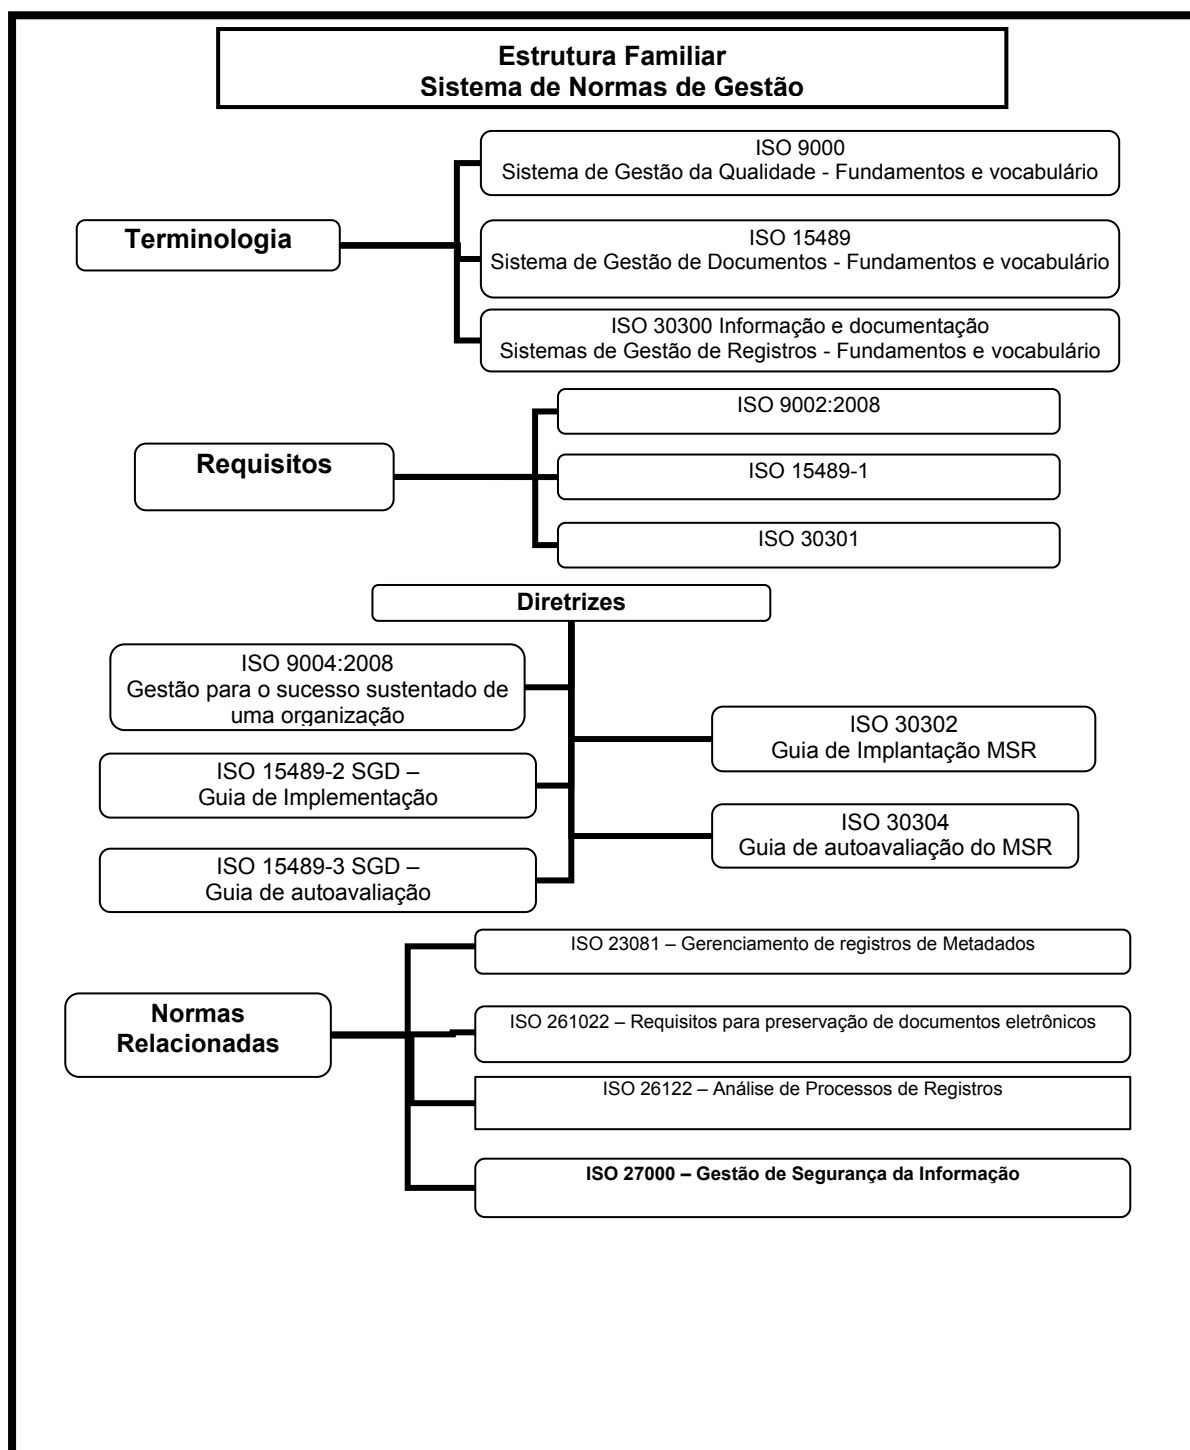 Estrutura Familiar
Sistema de Normas de Gestão
ISO 9000
Sistema de Gestão da Qualidade - Fundamentos e vocabulário
Terminologia
ISO 15489
Sistema de Gestão de Documentos - Fundamentos e vocabulário
ISO 30300 Informação e documentação
Sistemas de Gestão de Registros - Fundamentos e vocabulário
Requisitos
ISO 9002:2008
ISO 15489-1
ISO 30301
Diretrizes
ISO 9004:2008
Gestão para o sucesso sustentado de
uma organização
ISO 15489-2 SGD –
Guia de Implementação
ISO 15489-3 SGD –
Guia de autoavaliação
ISO 30302
Guia de Implantação MSR
ISO 30304
Guia de autoavaliação do MSR
Normas
Relacionadas
ISO 23081 – Gerenciamento de registros de Metadados
ISO 261022 – Requisitos para preservação de documentos eletrônicos
ISO 26122 – Análise de Processos de Registros
ISO 27000 – Gestão de Segurança da Informação